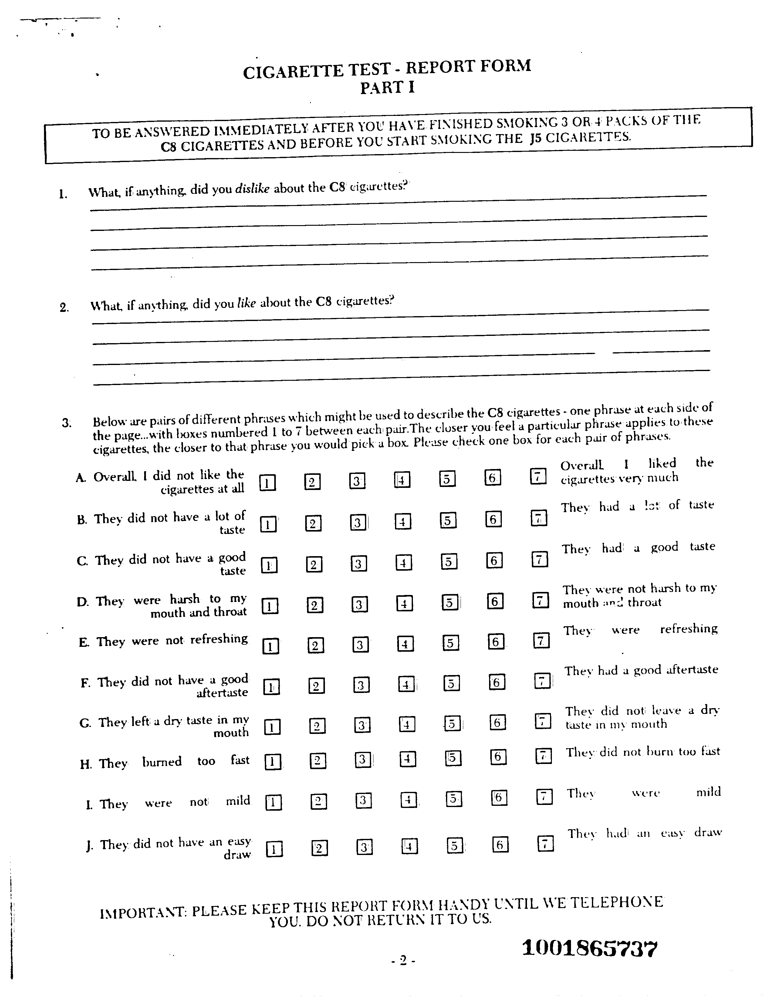 CIGARETTE TEST - REPORT FORM
PART I
TO BE ANSWERED IMMEDIATELY AFTER YOU HAVE FINISHED SMOKING 3 OR 4 PACKS OF THE
C8 CIGARETTES AND BEFORE YOU START SMOKING THE J5 CIGARETTES.
1. What, if anything, did you dislike about the C8 cigarettes?
2. What, if anything, did you like about the C8 cigarettes?
3. Below are pairs of different phrases which might be used to describe the C8 cigarettes - one phrase at each side of
the page...with boxes numbered 1 to 7 between each pair. The closer you feel a particular phrase applies to these
cigarettes, the closer to that phrase you would pick a box. Please check one box for each pair of phrases.
A. Overall, I did not like the cigarettes at all 1 2 3 4 5 6 7 Overall, I liked the cigarettes very much
B. They did not have a lot of taste 1 2 3 4 5 6 7 They had a lot of taste
C. They did not have a good taste 1 2 3 4 5 6 7 They had a good taste
D. They were harsh to my mouth and throat 1 2 3 4 5 6 7 They were not harsh to my mouth and throat
E. They were not refreshing 1 2 3 4 5 6 7 They were refreshing
F. They did not have a good aftertaste 1 2 3 4 5 6 7 They had a good aftertaste
G. They left a dry taste in my mouth 1 2 3 4 5 6 7 They did not leave a dry taste in my mouth
H. They burned too fast 1 2 3 4 5 6 7 They did not burn too fast
I. They were not mild 1 2 3 4 5 6 7 They were mild
J. They did not have an easy draw 1 2 3 4 5 6 7 They had an easy draw
IMPORTANT: PLEASE KEEP THIS REPORT FORM HANDY UNTIL WE TELEPHONE
YOU. DO NOT RETURN IT TO US.
1001865737
- 2 -